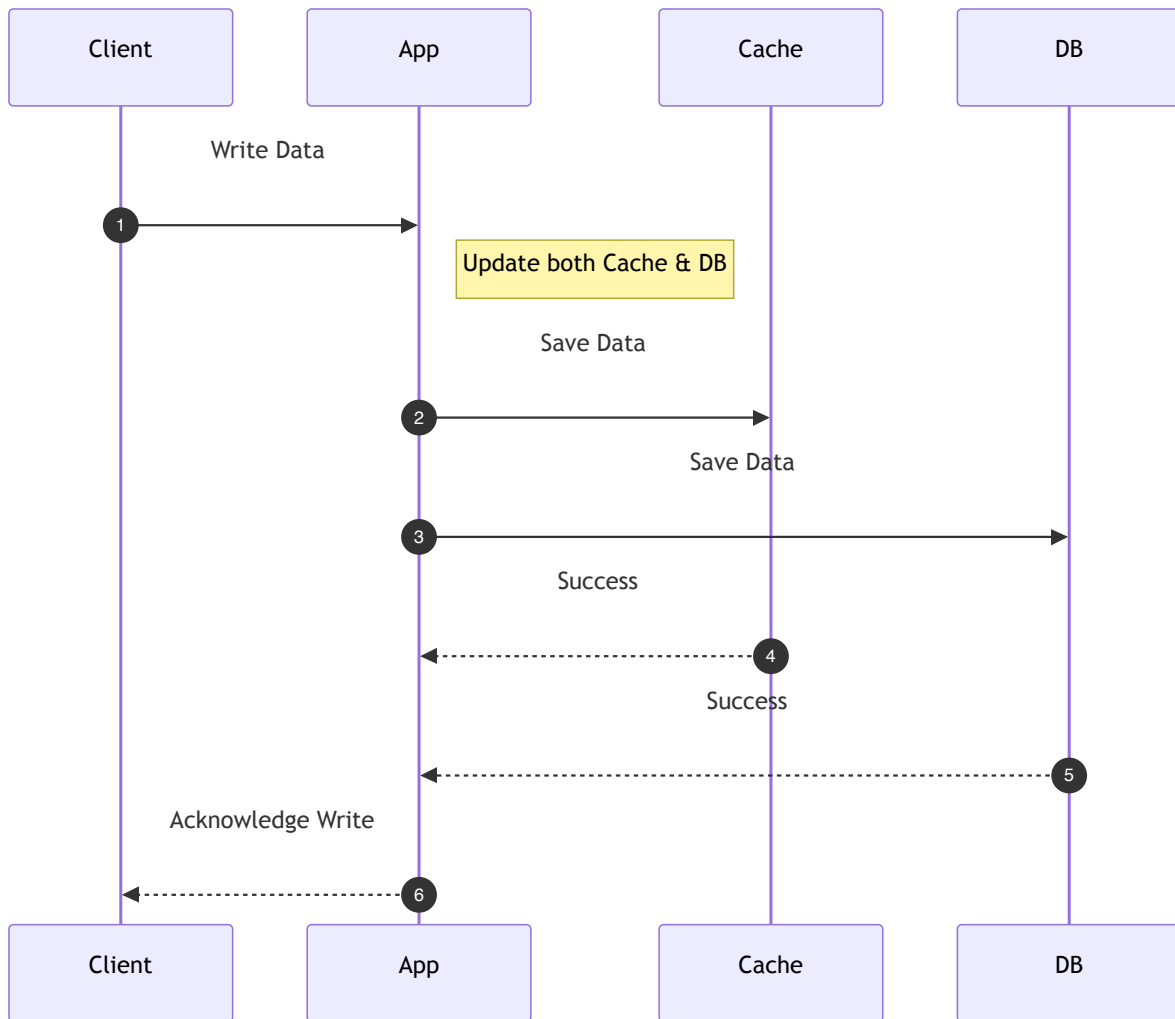 Client
App
Cache
DB
Write Data
1
Update both Cache & DB
Save Data
2
Save Data
3
Success
4
Success
5
Acknowledge Write
6
Client
App
Cache
DB